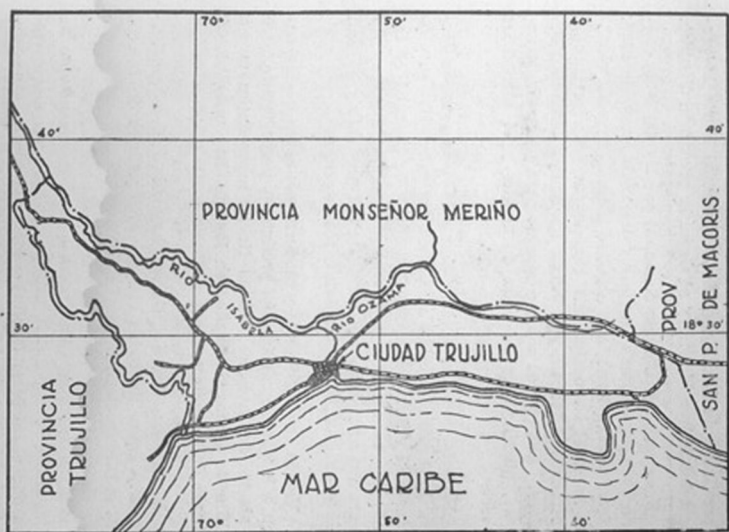 70°
50'
40'
40'
40'
PROVINCIA MONSEÑOR MERIÑO
RIO ISABELA
RIO OZAMA
PROV
SAN P. DE MACORIS
30'
18° 30'
CIUDAD TRUJILLO
PROVINCIA
TRUJILLO
MAR CARIBE
70°
50'